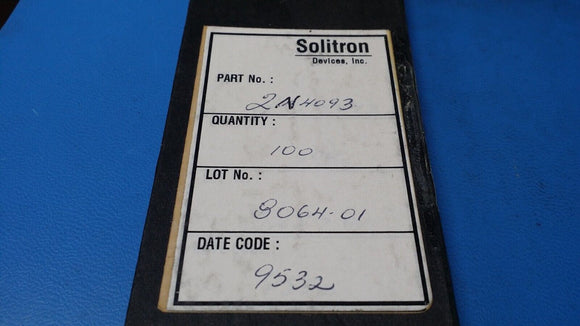 Solitron
Devices, Inc.
PART No. :
2N4093
QUANTITY :
100
LOT No. :
8064-01
DATE CODE :
9532